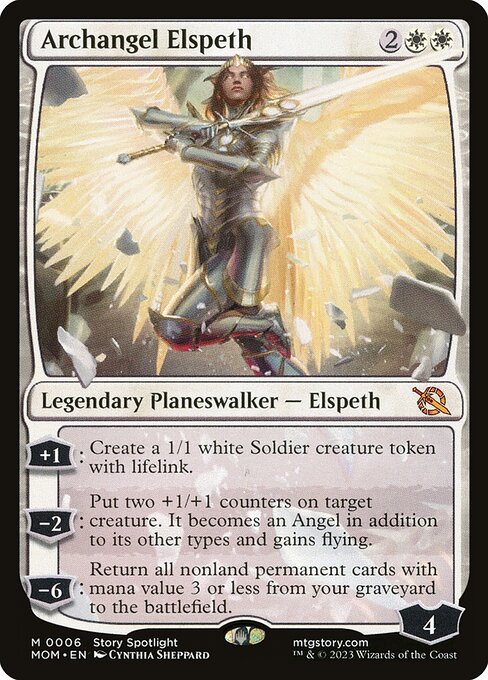 Archangel Elspeth 2
Legendary Planeswalker — Elspeth
+1: Create a 1/1 white Soldier creature token
with lifelink.
Put two +1/+1 counters on target
-2: creature. It becomes an Angel in addition
to its other types and gains flying.
Return all nonland permanent cards with
-6: mana value 3 or less from your graveyard
to the battlefield.
4
M 0006 Story Spotlight mtgstory.com
MOM • EN Cynthia Sheppard ™ & © 2023 Wizards of the Coast